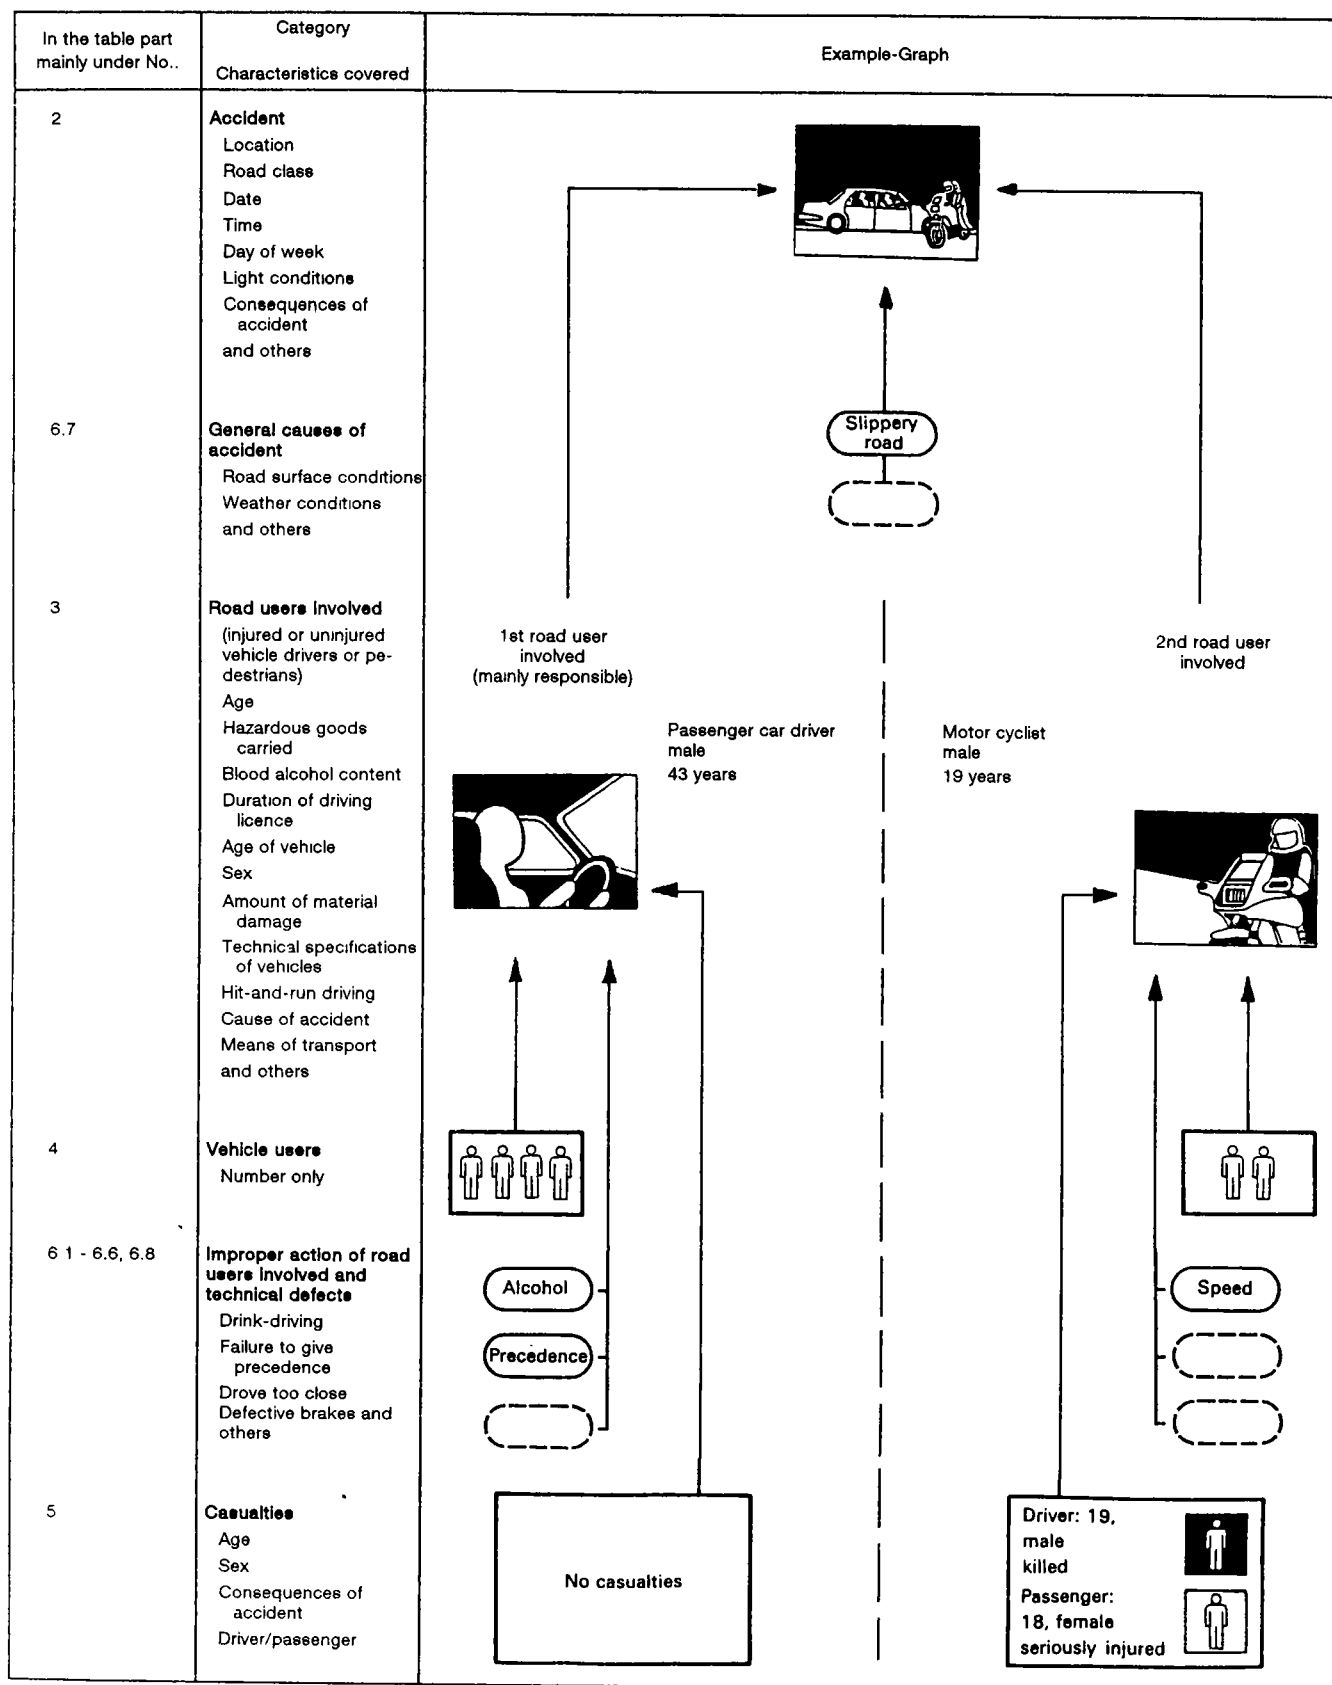 In the table part
mainly under No..
Category
Characteristics covered
Example-Graph
2
Accident
Location
Road class
Date
Time
Day of week
Light conditions
Consequences of
accident
and others
6.7
General causes of
accident
Road surface conditions
Weather conditions
and others
Slippery
road
3
Road users involved
(injured or uninjured
vehicle drivers or pe-
destrians)
Age
Hazardous goods
carried
Blood alcohol content
Duration of driving
licence
Age of vehicle
Sex
Amount of material
damage
Technical specifications
of vehicles
Hit-and-run driving
Cause of accident
Means of transport
and others
1st road user
involved
(mainly responsible)
2nd road user
involved
Passenger car driver
male
43 years
Motor cyclist
male
19 years
4
Vehicle users
Number only
6 1 - 6.6, 6.8
Improper action of road
users involved and
technical defects
Drink-driving
Failure to give
precedence
Drove too close
Defective brakes and
others
Alcohol
Precedence
Speed
5
Casualties
Age
Sex
Consequences of
accident
Driver/passenger
No casualties
Driver: 19,
male
killed
Passenger:
18, female
seriously injured